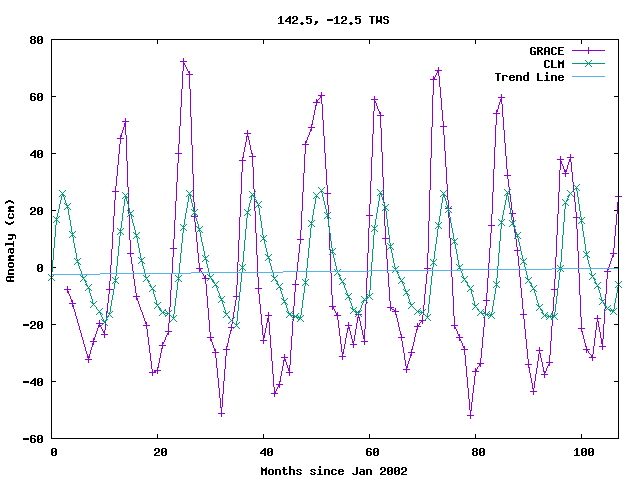 142.5, -12.5 TWS
GRACE
CLM
Trend Line
80
60
40
20
0
-20
-40
-60
Anomaly (cm)
0 20 40 60 80 100
Months since Jan 2002